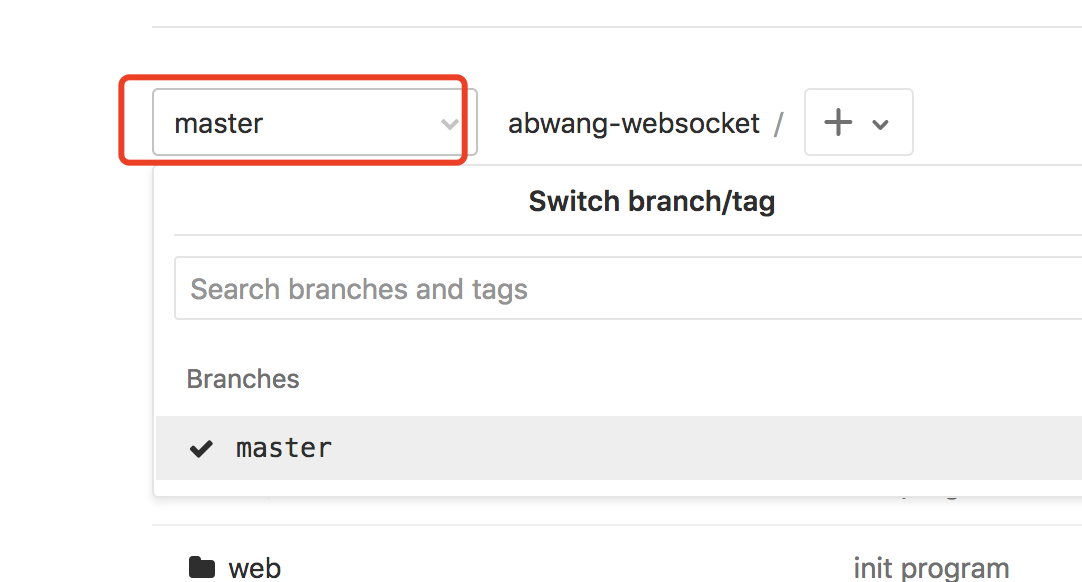 master abwang-websocket /
Switch branch/tag
Search branches and tags
Branches
master
web init program